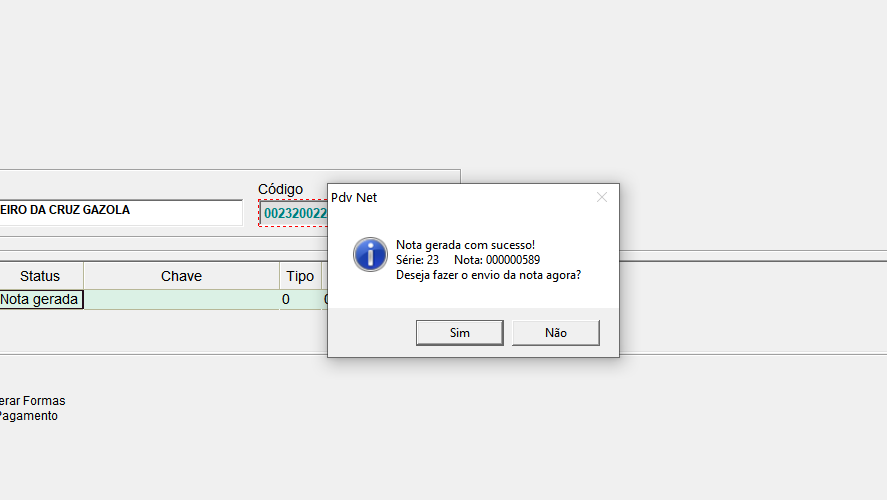 Código
EIRO DA CRUZ GAZOLA
002320022
Pdv Net
Nota gerada com sucesso!
Série: 23 Nota: 000000589
Deseja fazer o envio da nota agora?
Sim Não
Status Chave Tipo
Nota gerada 0 0
erar Formas
Pagamento